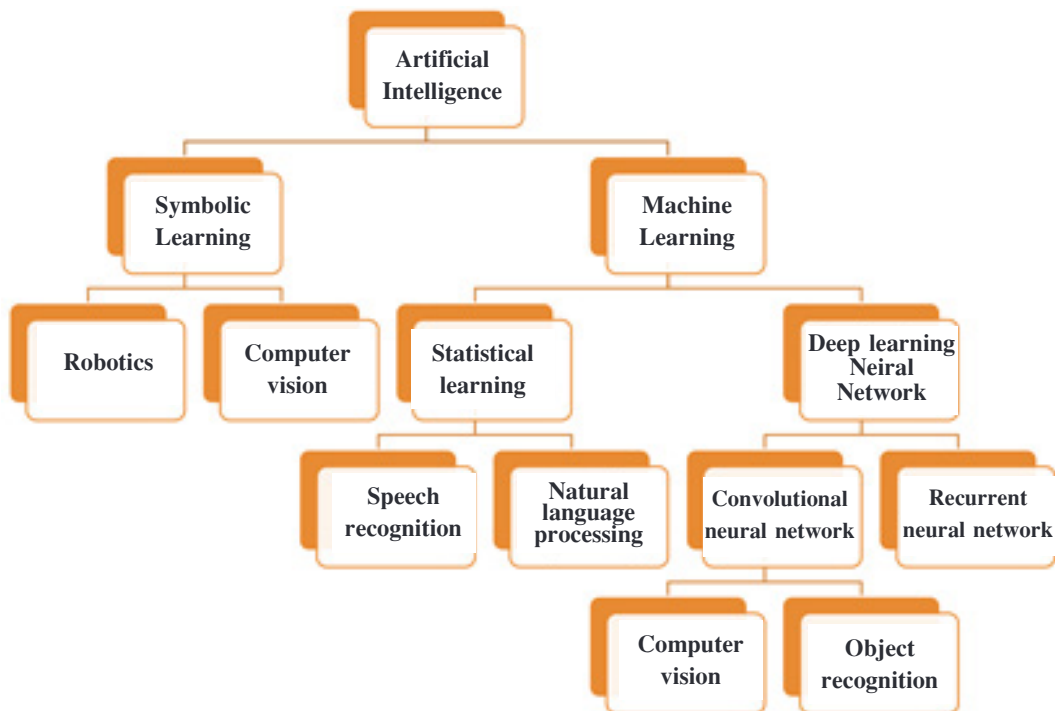 Artificial
Intelligence
Symbolic
Learning
Machine
Learning
Robotics
Computer
vision
Statistical
learning
Deep learning
Neiral
Network
Speech
recognition
Natural
language
processing
Convolutional
neural network
Recurrent
neural network
Computer
vision
Object
recognition